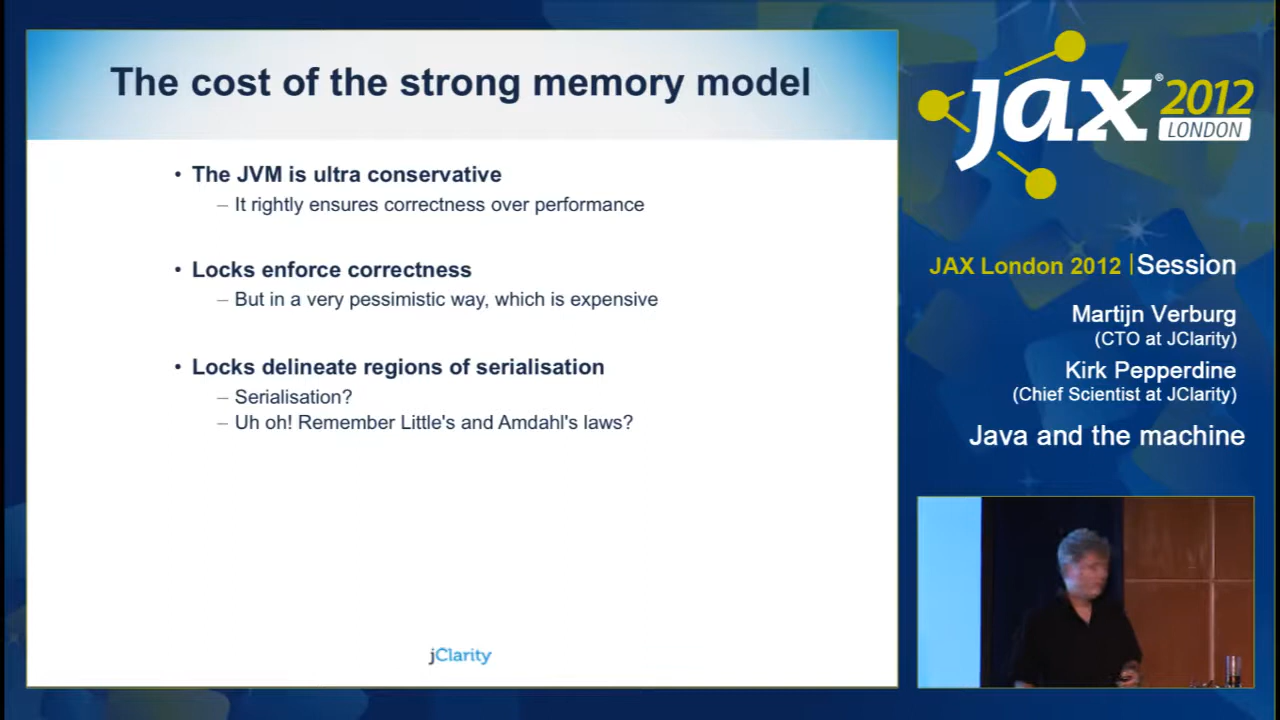 The cost of the strong memory model
• The JVM is ultra conservative
– It rightly ensures correctness over performance
• Locks enforce correctness
– But in a very pessimistic way, which is expensive
• Locks delineate regions of serialisation
– Serialisation?
– Uh oh! Remember Little's and Amdahl's laws?
jClarity
jax® 2012
LONDON
JAX London 2012 | Session
Martijn Verburg
(CTO at JClarity)
Kirk Pepperdine
(Chief Scientist at JClarity)
Java and the machine